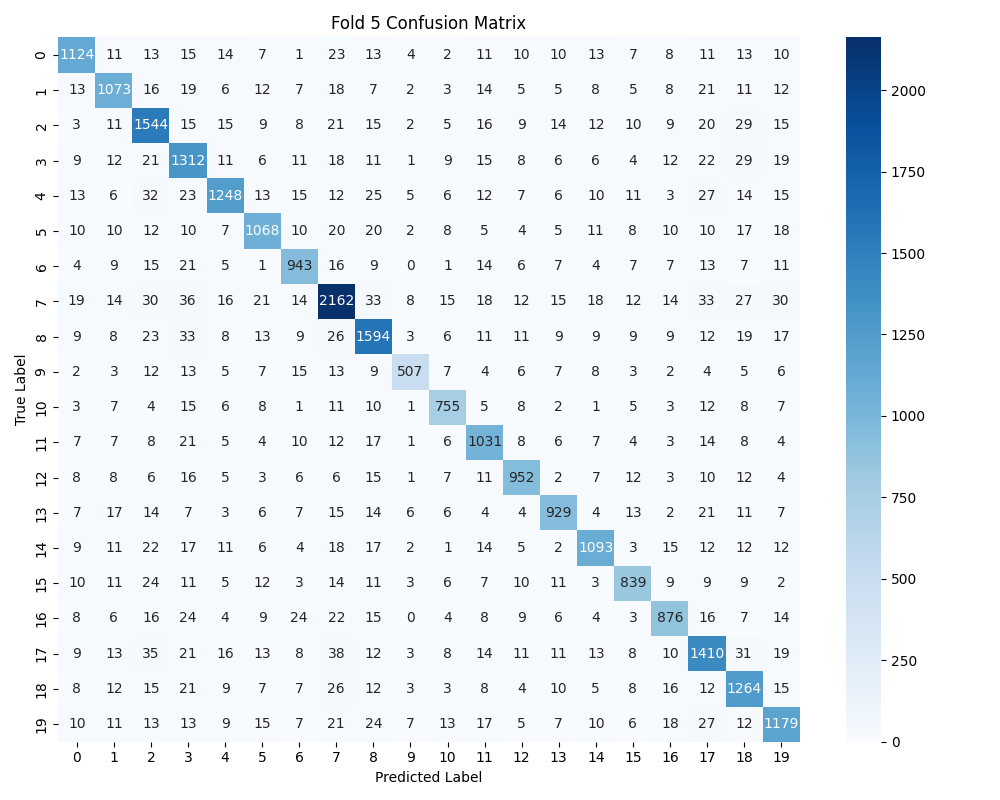 Fold 5 Confusion Matrix
0 1124 11 13 15 14 7 1 23 13 4 2 11 10 10 13 7 8 11 13 10
1 13 1073 16 19 6 12 7 18 7 2 3 14 5 5 8 5 8 21 11 12
2 3 11 1544 15 15 9 8 21 15 2 5 16 9 14 12 10 9 20 29 15
3 9 12 21 1312 11 6 11 18 11 1 9 15 8 6 6 4 12 22 29 19
4 13 6 32 23 1248 13 15 12 25 5 6 12 7 6 10 11 3 27 14 15
5 10 10 12 10 7 1068 10 20 20 2 8 5 4 5 11 8 10 10 17 18
6 4 9 15 21 5 1 943 16 9 0 1 14 6 7 4 7 7 13 7 11
7 19 14 30 36 16 21 14 2162 33 8 15 18 12 15 18 12 14 33 27 30
8 9 8 23 33 8 13 9 26 1594 3 6 11 11 9 9 9 9 12 19 17
9 2 3 12 13 5 7 15 13 9 507 7 4 6 7 8 3 2 4 5 6
10 3 7 4 15 6 8 1 11 10 1 755 5 8 2 1 5 3 12 8 7
11 7 7 8 21 5 4 10 12 17 1 6 1031 8 6 7 4 3 14 8 4
12 8 8 6 16 5 3 6 6 15 1 7 11 952 2 7 12 3 10 12 4
13 7 17 14 7 3 6 7 15 14 6 6 4 4 929 4 13 2 21 11 7
14 9 11 22 17 11 6 4 18 17 2 1 14 5 2 1093 3 15 12 12 12
15 10 11 24 11 5 12 3 14 11 3 6 7 10 11 3 839 9 9 9 2
16 8 6 16 24 4 9 24 22 15 0 4 8 9 6 4 3 876 16 7 14
17 9 13 35 21 16 13 8 38 12 3 8 14 11 11 13 8 10 1410 31 19
18 8 12 15 21 9 7 7 26 12 3 3 8 4 10 5 8 16 12 1264 15
19 10 11 13 13 9 15 7 21 24 7 13 17 5 7 10 6 18 27 12 1179
0 1 2 3 4 5 6 7 8 9 10 11 12 13 14 15 16 17 18 19
Predicted Label
True Label
2000
1750
1500
1250
1000
750
500
250
0